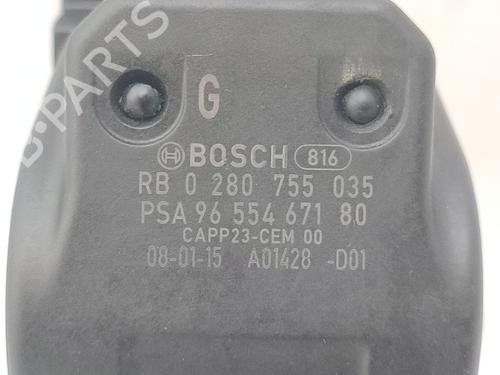 G
BOSCH 816
RB 0 280 755 035
PSA 96 554 671 80
CAPP23-CEM 00
08-01-15 A01428 -D01
B-PARTS